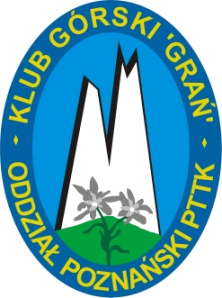 KLUB GÓRSKI 'GRAŃ'
ODDZIAŁ POZNAŃSKI PTTK